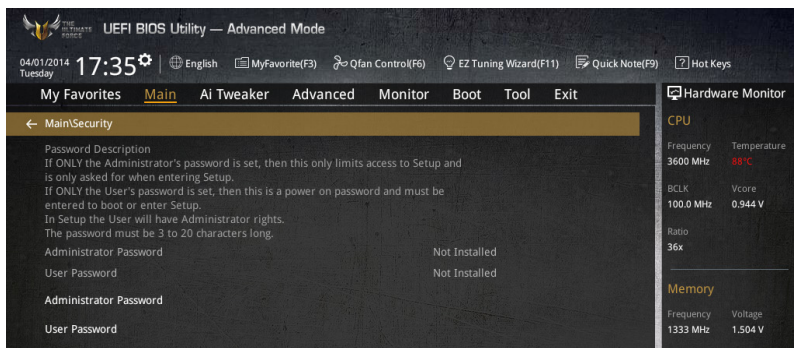 THE
ULTIMATE
FORCE
UEFI BIOS Utility — Advanced Mode
04/01/2014
Tuesday
17:35
English
MyFavorite(F3)
Qfan Control(F6)
EZ Tuning Wizard(F11)
Quick Note(F9)
? Hot Keys
My Favorites Main Ai Tweaker Advanced Monitor Boot Tool Exit
Hardware Monitor
← Main\Security
Password Description
If ONLY the Administrator's password is set, then this only limits access to Setup and
is only asked for when entering Setup.
If ONLY the User's password is set, then this is a power on password and must be
entered to boot or enter Setup.
In Setup the User will have Administrator rights.
The password must be 3 to 20 characters long.
Administrator Password Not Installed
User Password Not Installed
Administrator Password
User Password
CPU
Frequency Temperature
3600 MHz 88°C
BCLK Vcore
100.0 MHz 0.944 V
Ratio
36x
Memory
Frequency Voltage
1333 MHz 1.504 V